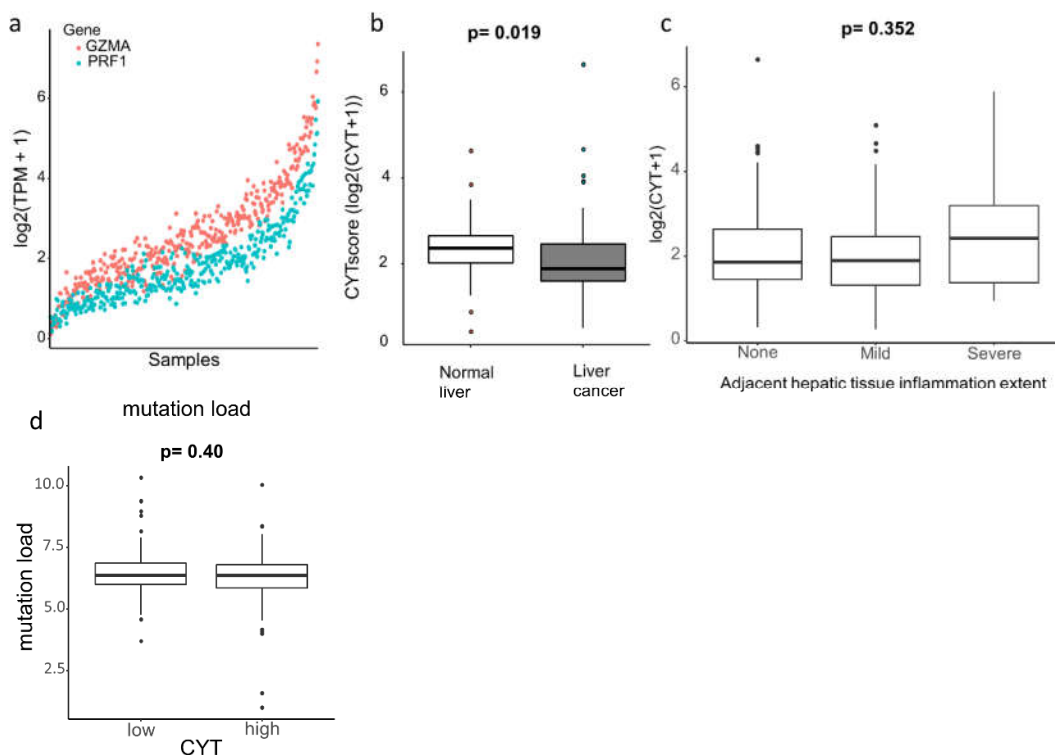 a
Gene
GZMA
PRF1
log2(TPM + 1)
6
4
2
0
Samples
b
p= 0.019
CYTscore (log2(CYT+1))
6
4
2
0
Normal
liver
Liver
cancer
c
p= 0.352
log2(CYT+1)
6
4
2
0
None
Mild
Severe
Adjacent hepatic tissue inflammation extent
mutation load
d
p= 0.40
mutation load
10.0
7.5
5.0
2.5
low
high
CYT